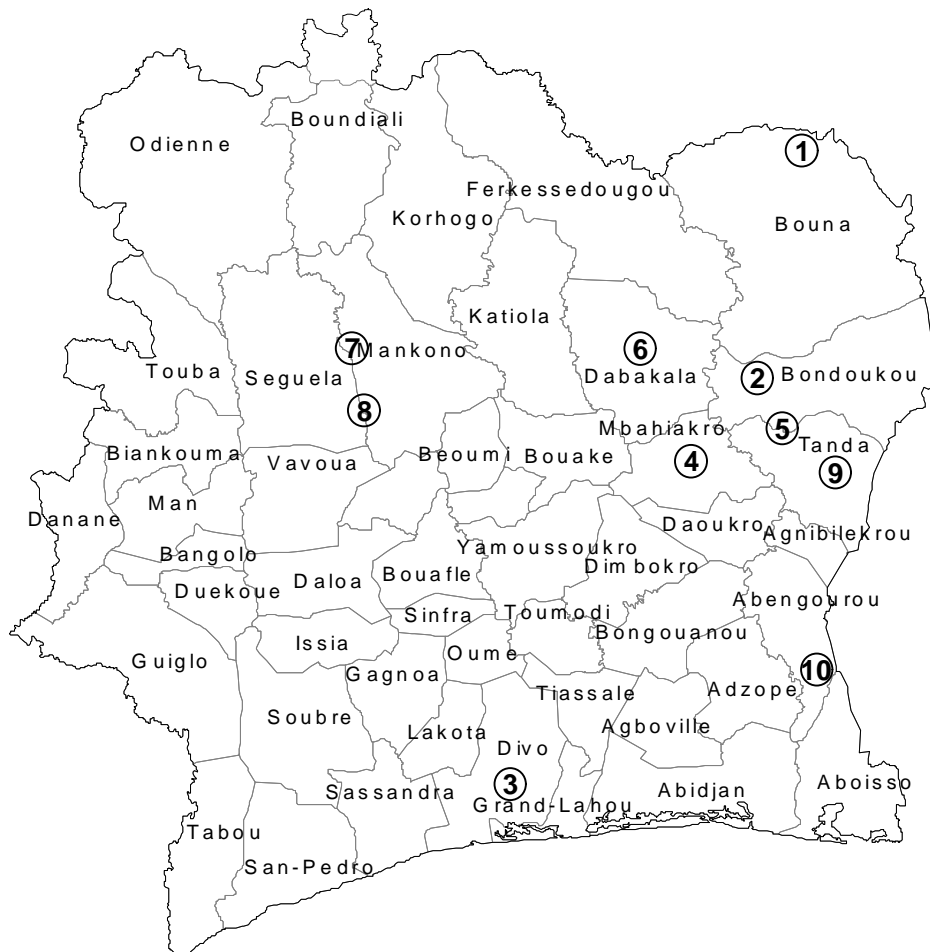 Boundiali
Odienne
1
Ferkessedougou
Korhogo
Bouna
Katiola
7
Mankono
6
Touba
Seguela
Dabakala
2
Bondoukou
8
Mbahiakro
5
Tanda
Biankouma
Vavoua
Beoumi
Bouake
4
9
Man
Danane
Daoukro
Agnibilekrou
Bangolo
Yamoussoukro
Dimbokro
Duekoue
Daloa
Bouafle
Abengourou
Sinfra
Toumodi
Issia
Bongouanou
Guiglo
Gagnoa
Oume
10
Tiassale
Adzope
Soubre
Lakota
Agboville
Divo
3
Sassandra
Grand-Lahou
Abidjan
Aboisso
Tabou
San-Pedro